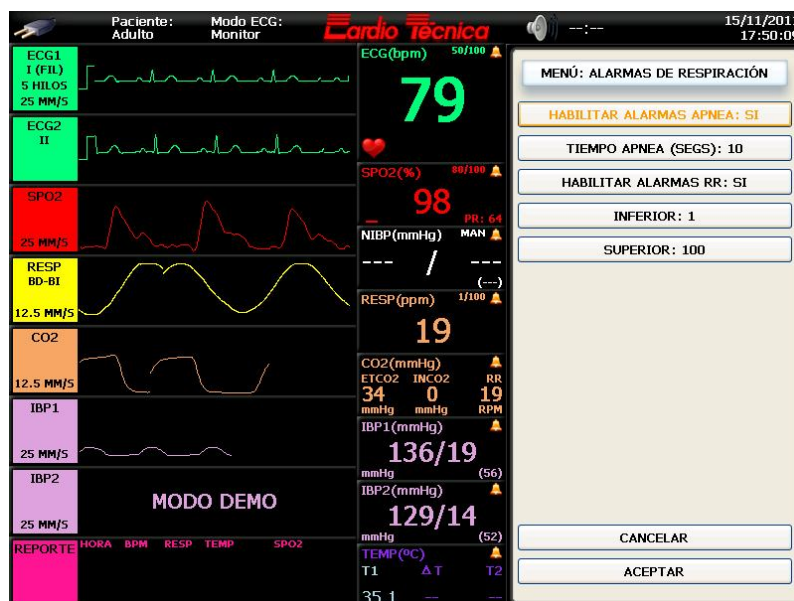 Paciente: Modo ECG: Cardio Técnica --:-- 15/11/201
Adulto Monitor 17:50:0
ECG1
I (FIL)
5 HILOS
25 MM/S
ECG2
II
SPO2
25 MM/S
RESP
BD-BI
12.5 MM/S
CO2
12.5 MM/S
IBP1
25 MM/S
IBP2
25 MM/S
MODO DEMO
REPORTE HORA BPM RESP TEMP SPO2
ECG(bpm) 50/100
79
SPO2(%) 80/100
98
PR: 64
NIBP(mmHg) MAN
--- / ---
(---)
RESP(ppm) 1/100
19
CO2(mmHg)
ETCO2 INCO2 RR
34 0 19
mmHg mmHg RPM
IBP1(mmHg)
136/19
mmHg (56)
IBP2(mmHg)
129/14
mmHg (52)
TEMP(ºC)
T1 Δ T T2
35.1 -- --
MENÚ: ALARMAS DE RESPIRACIÓN
HABILITAR ALARMAS APNEA: SI
TIEMPO APNEA (SEGS): 10
HABILITAR ALARMAS RR: SI
INFERIOR: 1
SUPERIOR: 100
CANCELAR
ACEPTAR